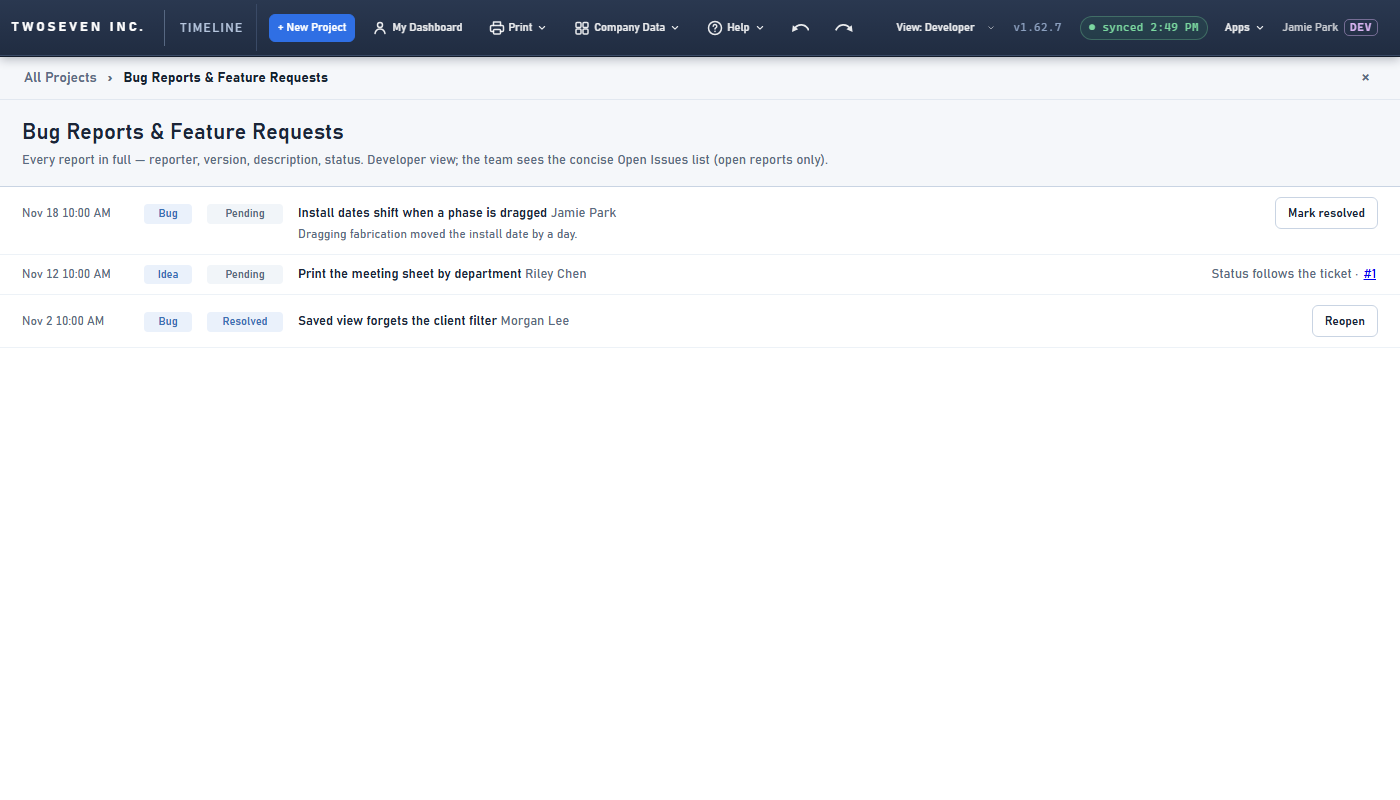 TWOSEVEN INC. TIMELINE + New Project My Dashboard Print Company Data Help View: Developer v1.62.7 synced 2:49 PM Apps Jamie Park DEV
All Projects › Bug Reports & Feature Requests ×
Bug Reports & Feature Requests
Every report in full — reporter, version, description, status. Developer view; the team sees the concise Open Issues list (open reports only).
Nov 18 10:00 AM Bug Pending Install dates shift when a phase is dragged Jamie Park Mark resolved
Dragging fabrication moved the install date by a day.
Nov 12 10:00 AM Idea Pending Print the meeting sheet by department Riley Chen Status follows the ticket · #1
Nov 2 10:00 AM Bug Resolved Saved view forgets the client filter Morgan Lee Reopen